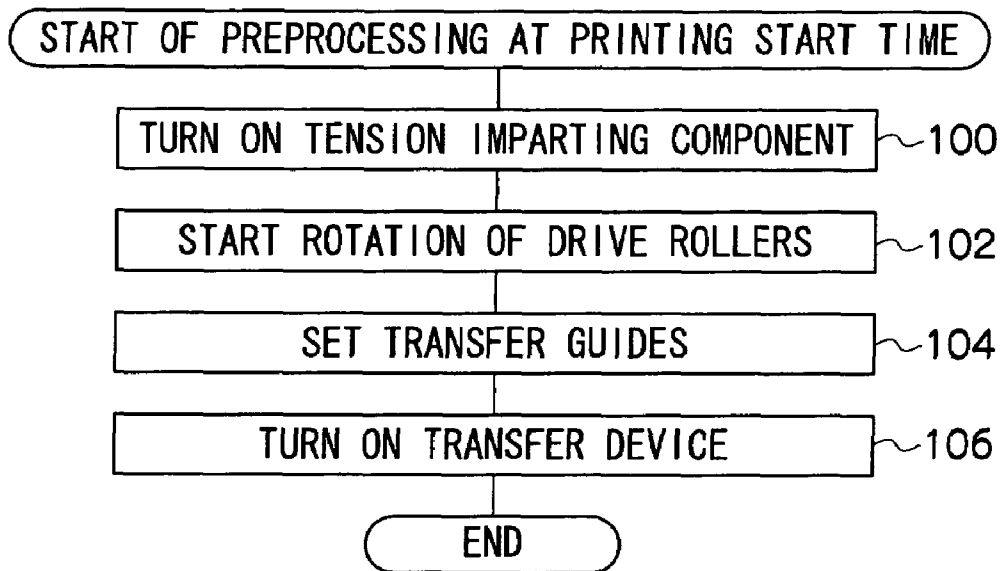 START OF PREPROCESSING AT PRINTING START TIME
TURN ON TENSION IMPARTING COMPONENT 100
START ROTATION OF DRIVE ROLLERS 102
SET TRANSFER GUIDES 104
TURN ON TRANSFER DEVICE 106
END